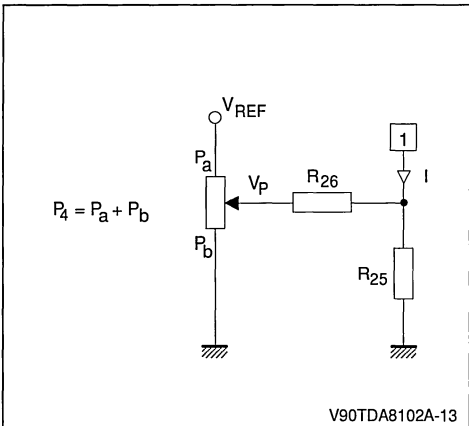 V_REF
P_a
1
V_P
R_26
I
P_4 = P_a + P_b
P_b
R_25
V90TDA8102A-13